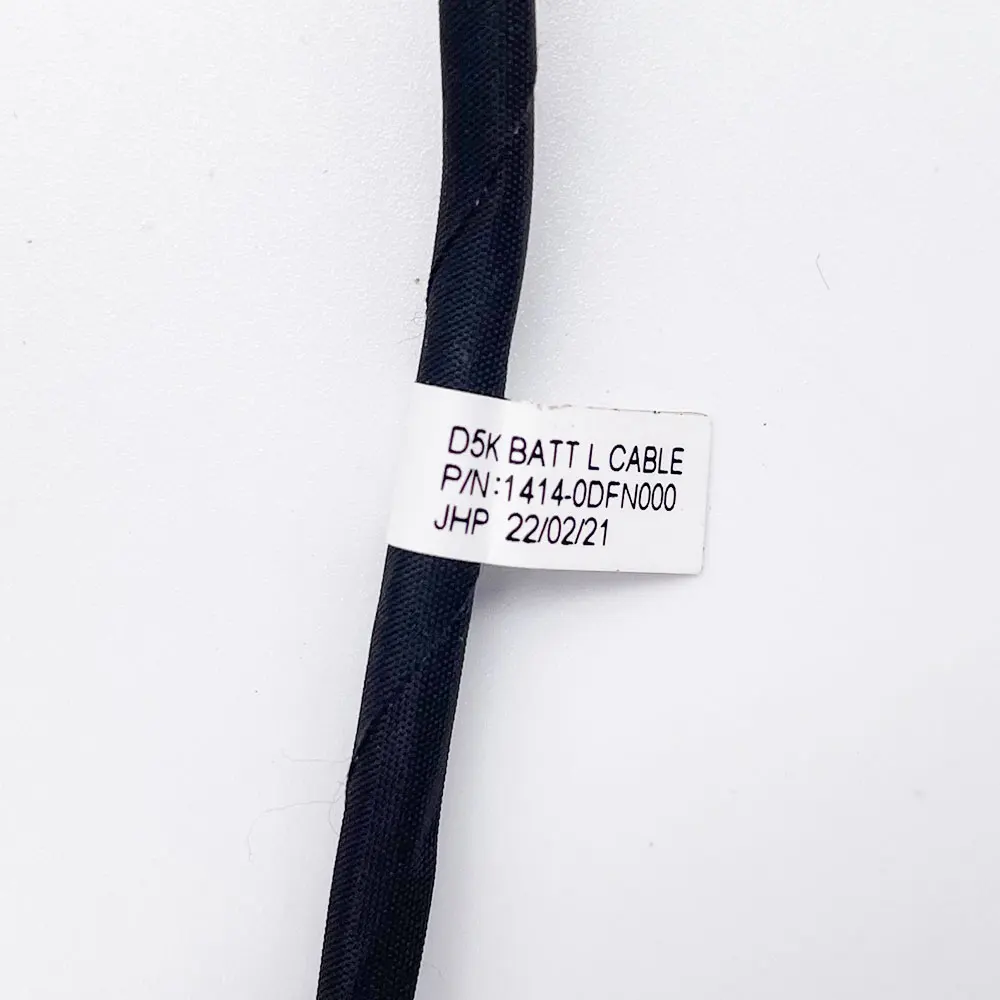 D5K BATT L CABLE
P/N:1414-0DFN000
JHP 22/02/21